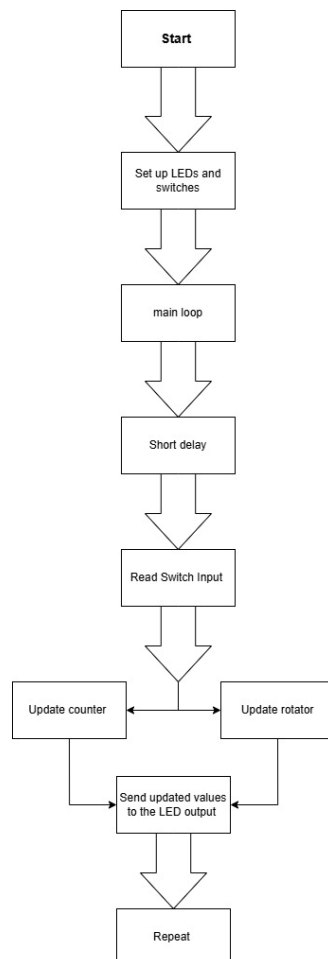 Start
Set up LEDs and
switches
main loop
Short delay
Read Switch Input
Update counter
Update rotator
Send updated values
to the LED output
Repeat